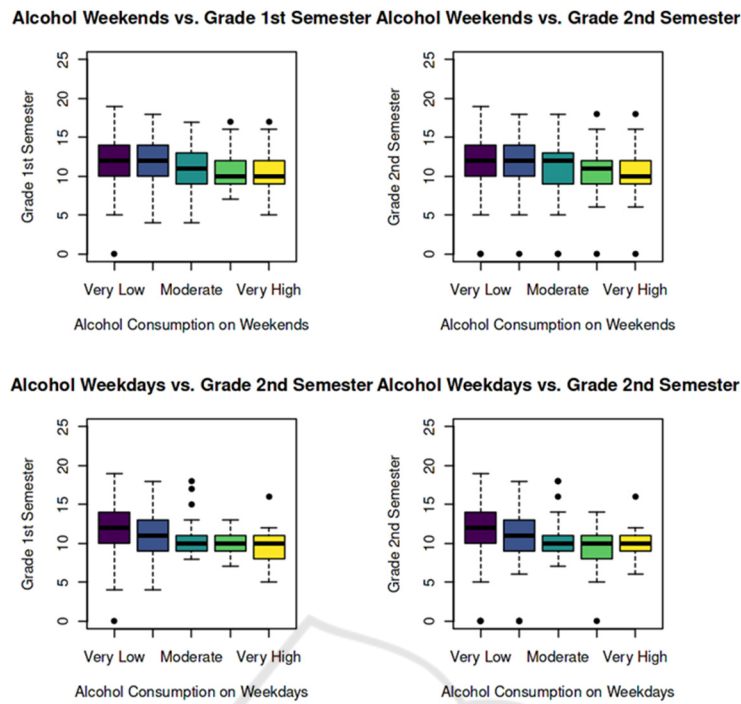 Alcohol Weekends vs. Grade 1st Semester
25
20
15
10
5
0
Grade 1st Semester
Very Low Moderate Very High
Alcohol Consumption on Weekends
Alcohol Weekends vs. Grade 2nd Semester
25
20
15
10
5
0
Grade 2nd Semester
Very Low Moderate Very High
Alcohol Consumption on Weekends
Alcohol Weekdays vs. Grade 2nd Semester
25
20
15
10
5
0
Grade 1st Semester
Very Low Moderate Very High
Alcohol Consumption on Weekdays
Alcohol Weekdays vs. Grade 2nd Semester
25
20
15
10
5
0
Grade 2nd Semester
Very Low Moderate Very High
Alcohol Consumption on Weekdays